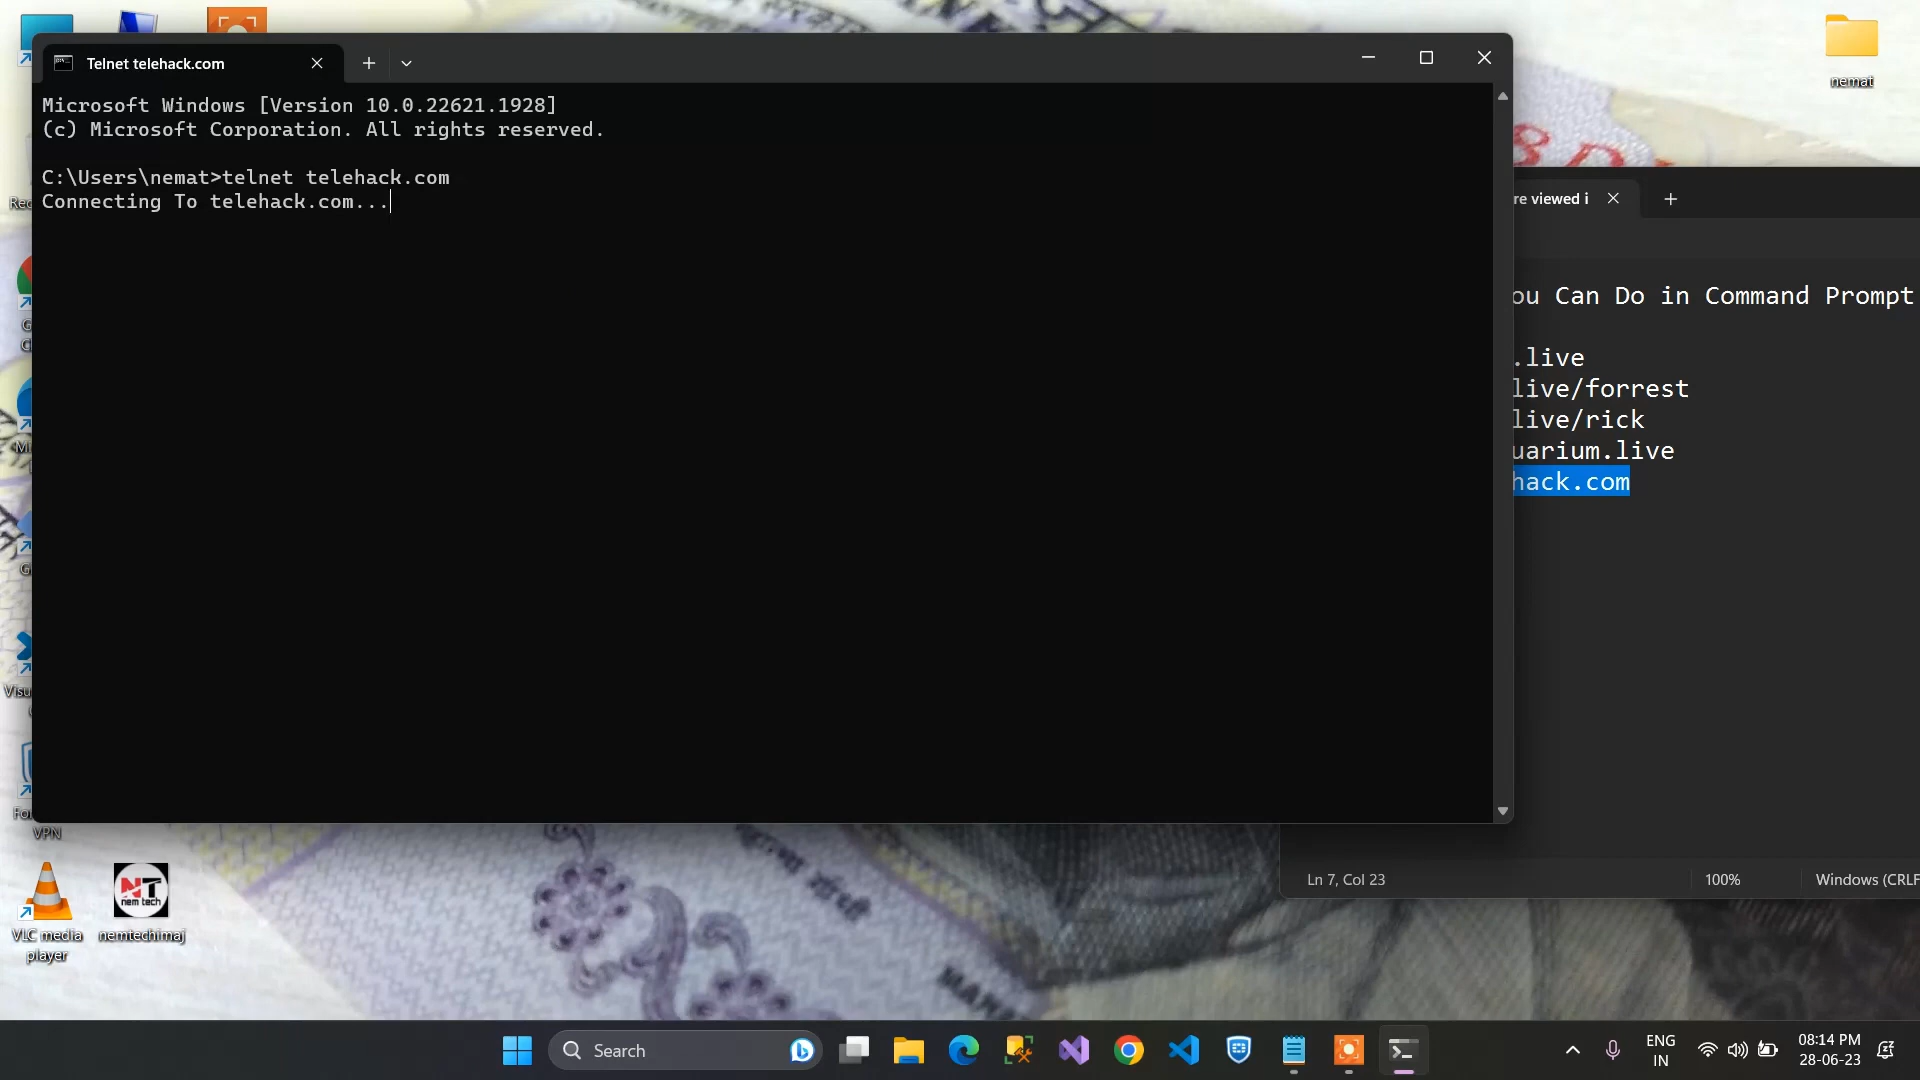 Telnet telehack.com
Microsoft Windows [Version 10.0.22621.1928]
(c) Microsoft Corporation. All rights reserved.
C:\Users\nemat>telnet telehack.com
Connecting To telehack.com...
nemat
re viewed i
ou Can Do in Command Prompt
.live
live/forrest
live/rick
uarium.live
hack.com
Ln 7, Col 23
100%
Windows (CRLF
VPN
VLC media
player
NT
nem tech
nemtechimaj
Search
ENG
IN
08:14 PM
28-06-23